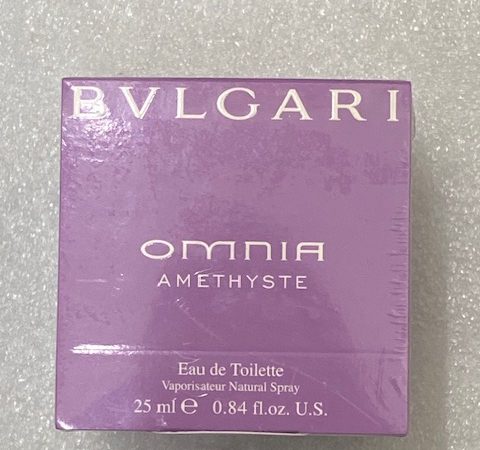 BVLGARI
OMNIA
AMETHYSTE
Eau de Toilette
Vaporisateur Natural Spray
25 ml ℮ 0.84 fl.oz. U.S.